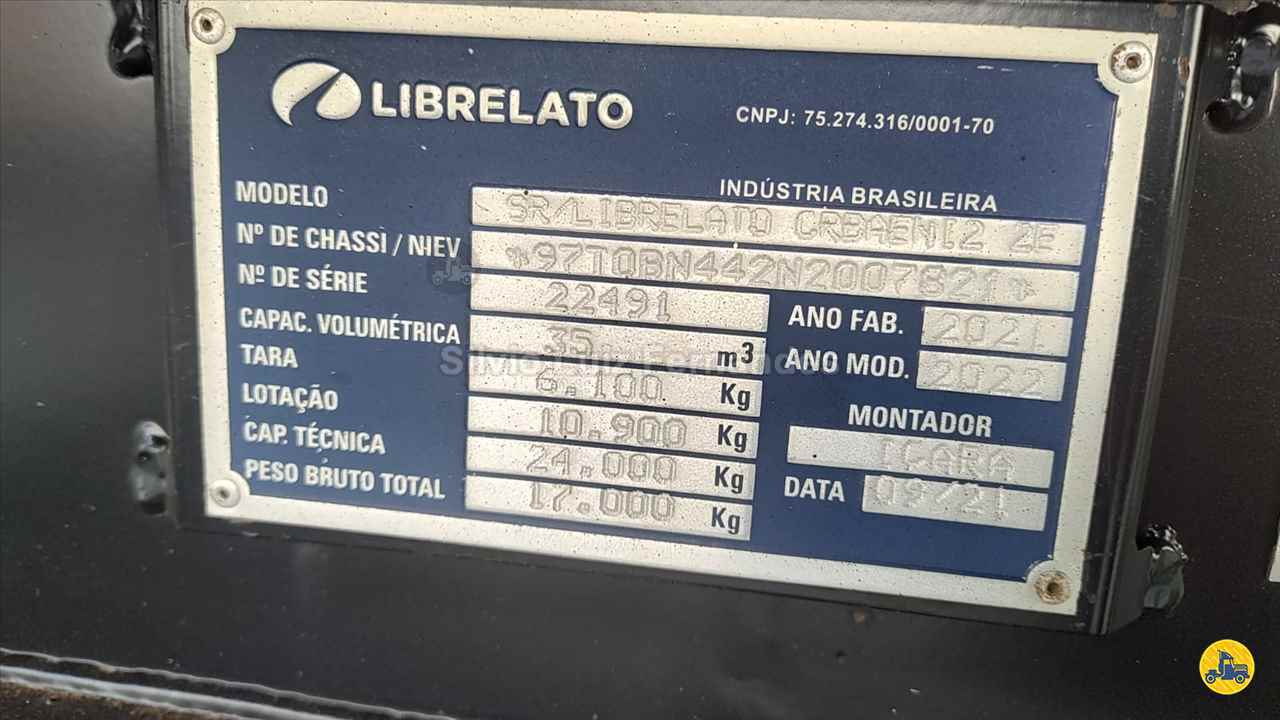 LIBRELATO
CNPJ: 75.274.316/0001-70
INDÚSTRIA BRASILEIRA
MODELO SR/LIBRELATO CRBAENI2 2E
Nº DE CHASSI / NIEV *97TQBN442N2007821*
Nº DE SÉRIE 22491
CAPAC. VOLUMÉTRICA 35 m³
TARA 6.100 Kg
LOTAÇÃO 10.900 Kg
CAP. TÉCNICA 24.000 Kg
PESO BRUTO TOTAL 17.000 Kg
ANO FAB. 2021
ANO MOD. 2022
MONTADOR
ICARA
DATA 09/21